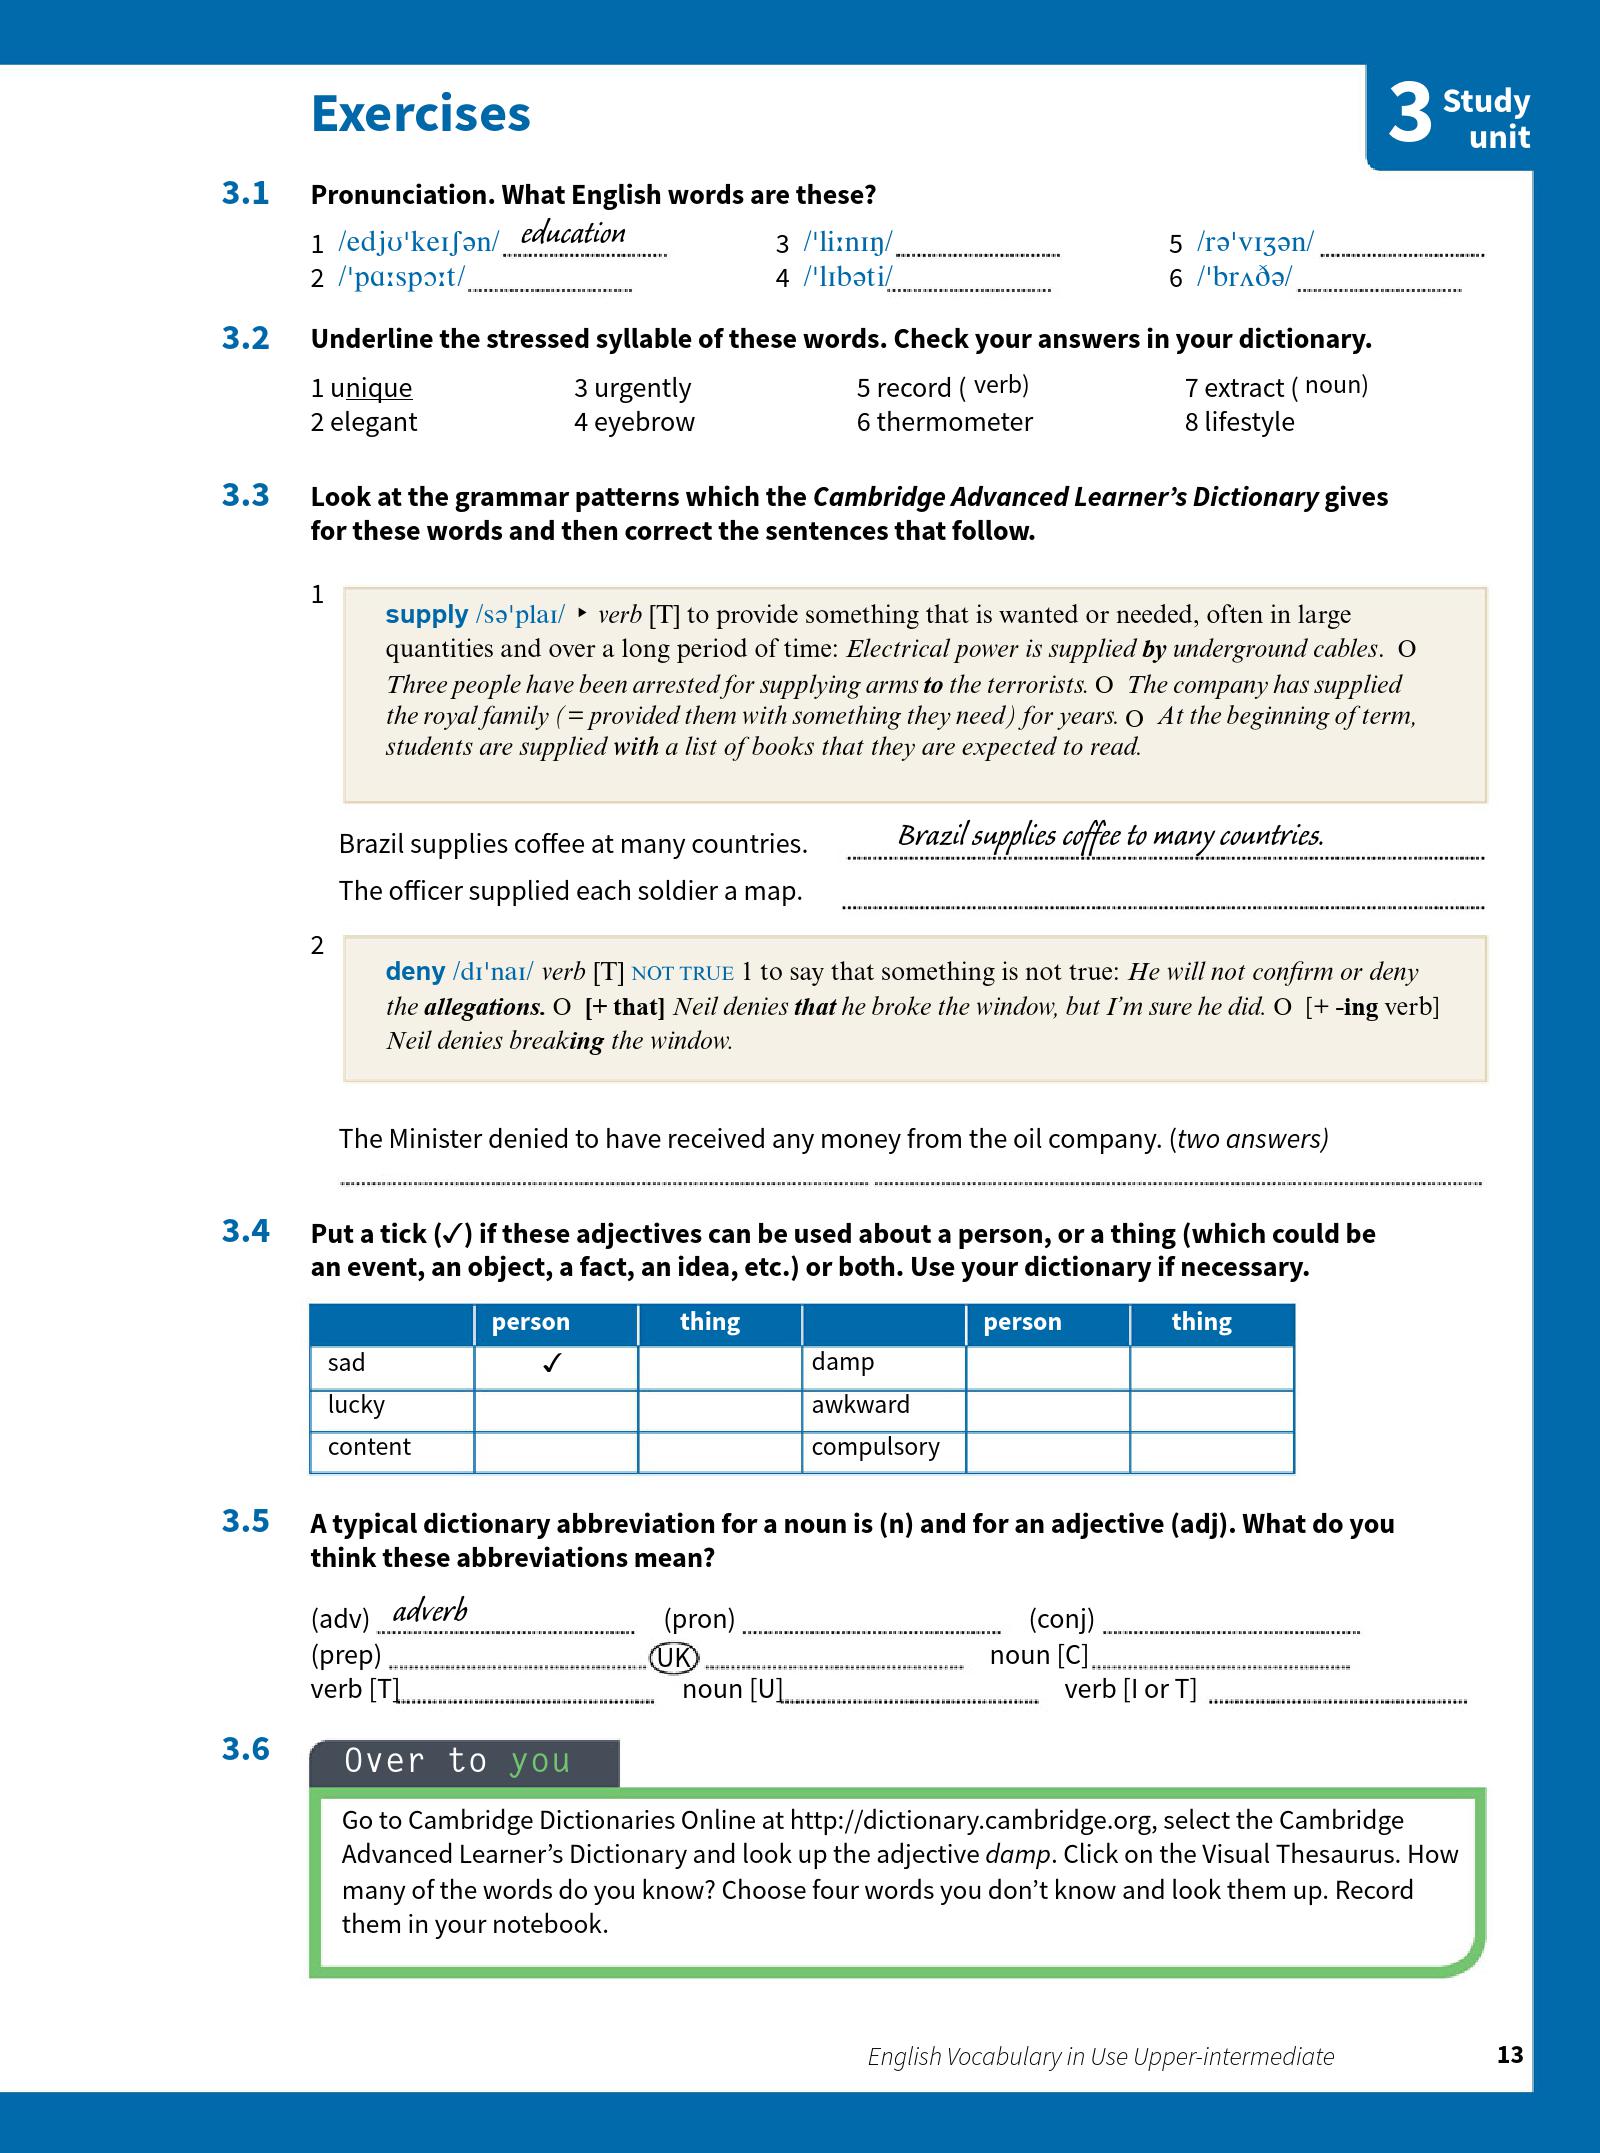 Exercises
3 Study
unit
3.1 Pronunciation. What English words are these?
1 /edjʊˈkeɪʃən/ education 3 /ˈliːnɪŋ/ 5 /rəˈvɪʒən/
2 /ˈpɑːspɔːt/ 4 /ˈlɪbəti/ 6 /ˈbrʌðə/
3.2 Underline the stressed syllable of these words. Check your answers in your dictionary.
1 unique 3 urgently 5 record ( verb) 7 extract ( noun)
2 elegant 4 eyebrow 6 thermometer 8 lifestyle
3.3 Look at the grammar patterns which the Cambridge Advanced Learner’s Dictionary gives
for these words and then correct the sentences that follow.
1
supply /səˈplaɪ/ ▸ verb [T] to provide something that is wanted or needed, often in large
quantities and over a long period of time: Electrical power is supplied by underground cables. O
Three people have been arrested for supplying arms to the terrorists. O The company has supplied
the royal family (= provided them with something they need) for years. O At the beginning of term,
students are supplied with a list of books that they are expected to read.
Brazil supplies coffee at many countries. Brazil supplies coffee to many countries.
The officer supplied each soldier a map.
2
deny /dɪˈnaɪ/ verb [T] NOT TRUE 1 to say that something is not true: He will not confirm or deny
the allegations. O [+ that] Neil denies that he broke the window, but I’m sure he did. O [+ -ing verb]
Neil denies breaking the window.
The Minister denied to have received any money from the oil company. (two answers)
3.4 Put a tick (✓) if these adjectives can be used about a person, or a thing (which could be
an event, an object, a fact, an idea, etc.) or both. Use your dictionary if necessary.
person thing person thing
sad ✓ damp
lucky awkward
content compulsory
3.5 A typical dictionary abbreviation for a noun is (n) and for an adjective (adj). What do you
think these abbreviations mean?
(adv) adverb (pron) (conj)
(prep) UK noun [C]
verb [T] noun [U] verb [I or T]
3.6 Over to you
Go to Cambridge Dictionaries Online at http://dictionary.cambridge.org, select the Cambridge
Advanced Learner’s Dictionary and look up the adjective damp. Click on the Visual Thesaurus. How
many of the words do you know? Choose four words you don’t know and look them up. Record
them in your notebook.
English Vocabulary in Use Upper-intermediate 13